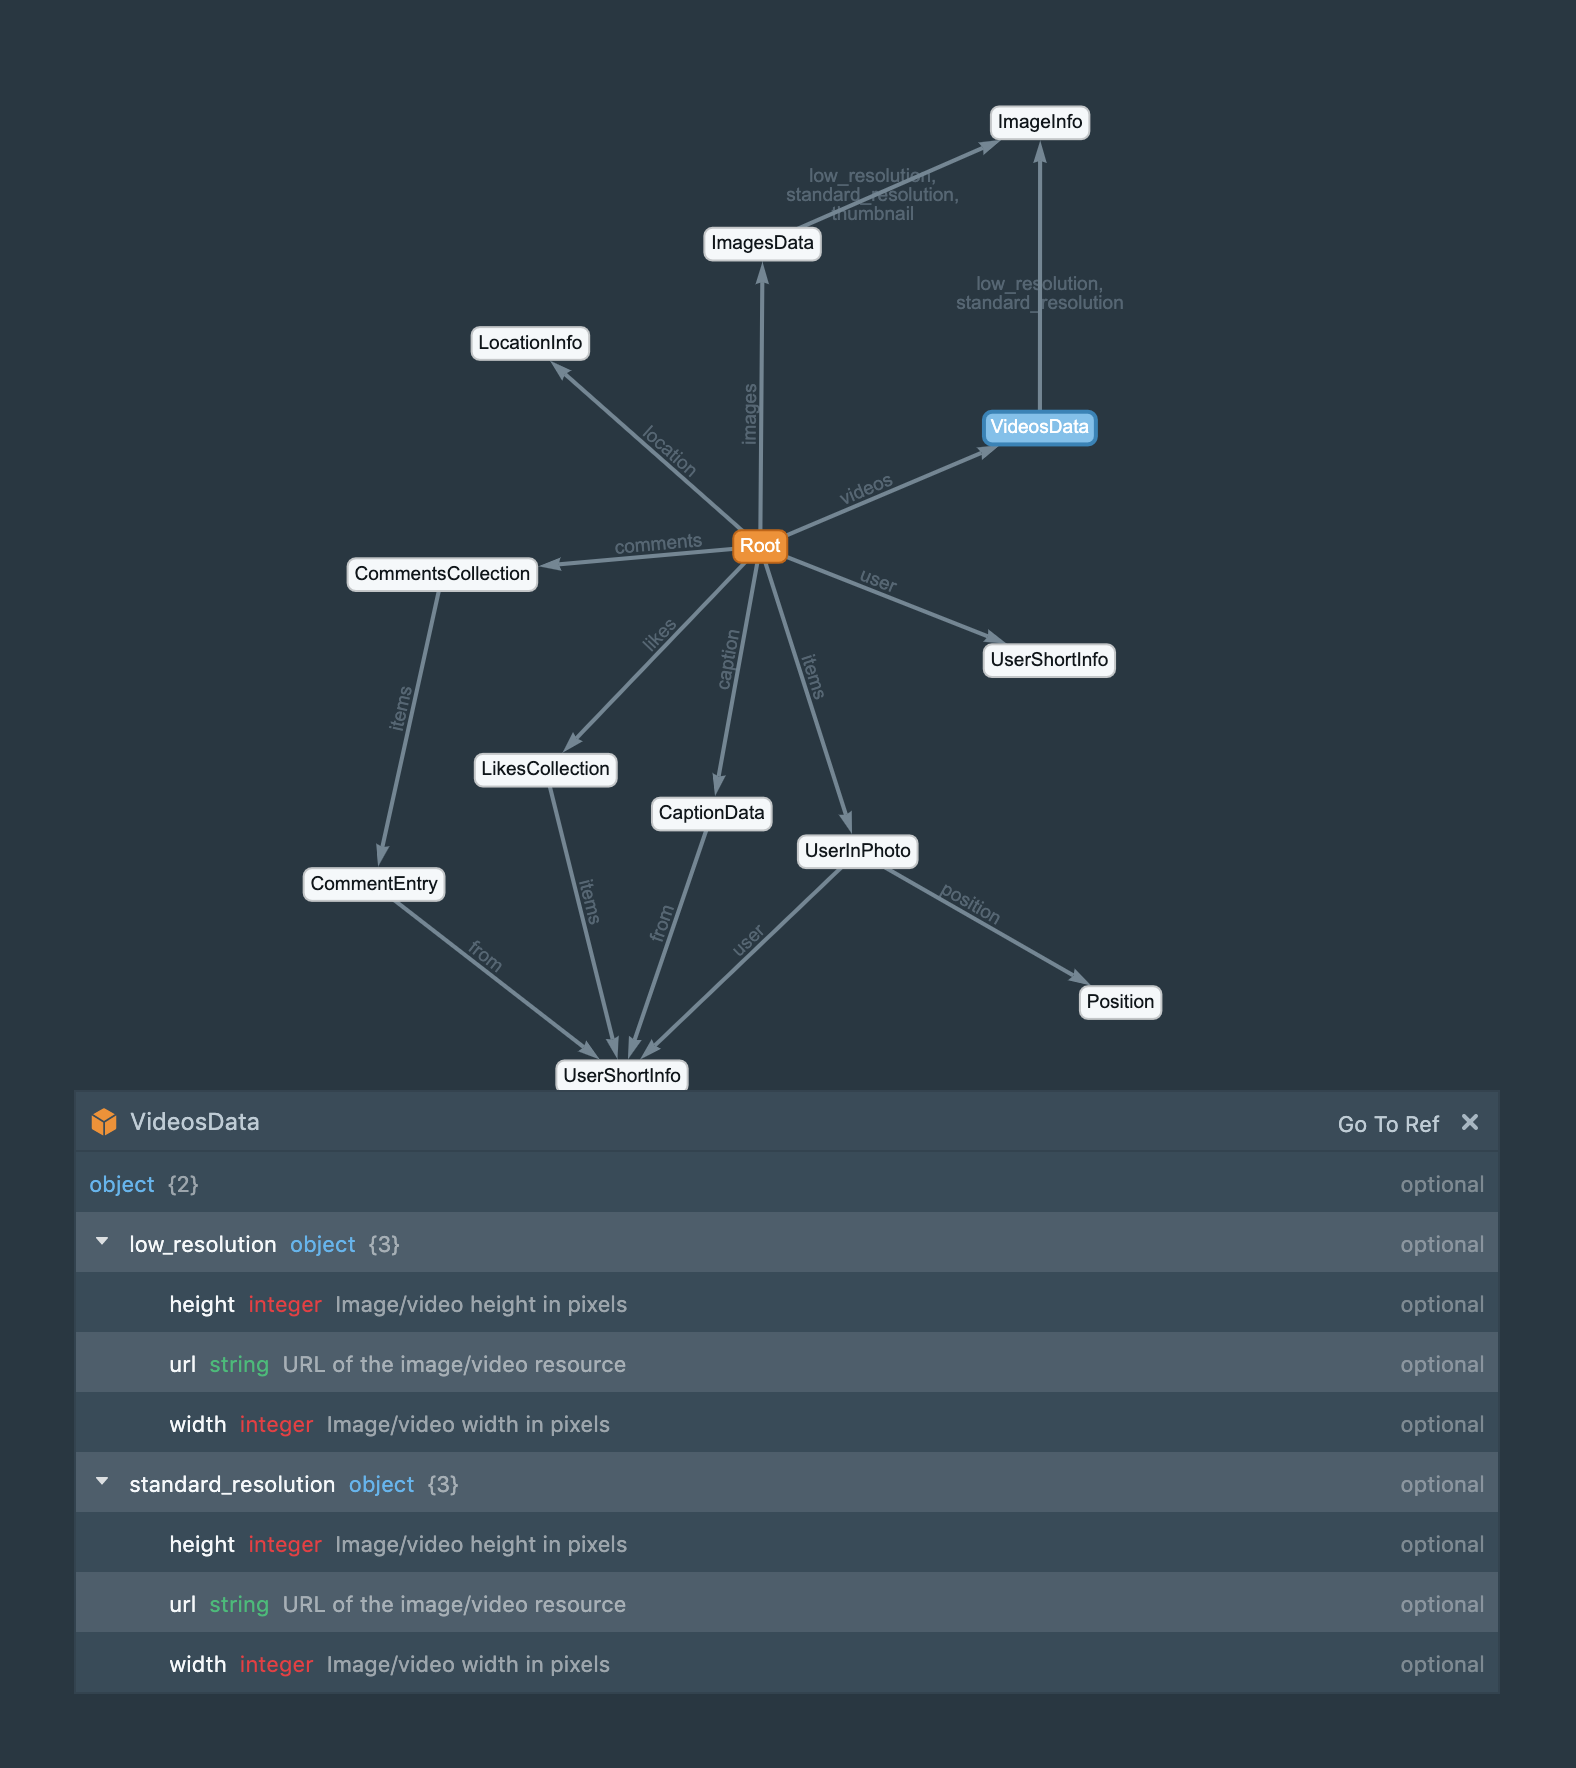 ImageInfo
low_resolution,
standard_resolution,
thumbnail
ImagesData
low_resolution,
standard_resolution
LocationInfo
images
location
VideosData
videos
Root
comments
CommentsCollection
user
likes
caption
items
UserShortInfo
items
LikesCollection
CaptionData
UserInPhoto
CommentEntry
items
from
user
position
from
Position
UserShortInfo
VideosData
Go To Ref
object {2} optional
low_resolution object {3} optional
height integer Image/video height in pixels optional
url string URL of the image/video resource optional
width integer Image/video width in pixels optional
standard_resolution object {3} optional
height integer Image/video height in pixels optional
url string URL of the image/video resource optional
width integer Image/video width in pixels optional